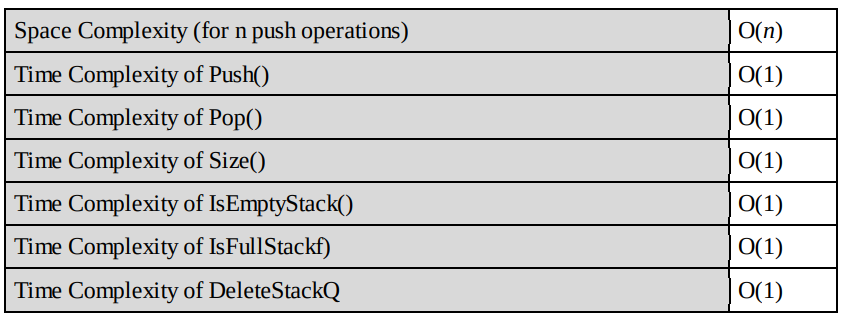 Space Complexity (for n push operations) O(n)
Time Complexity of Push() O(1)
Time Complexity of Pop() O(1)
Time Complexity of Size() O(1)
Time Complexity of IsEmptyStack() O(1)
Time Complexity of IsFullStackf) O(1)
Time Complexity of DeleteStackQ O(1)